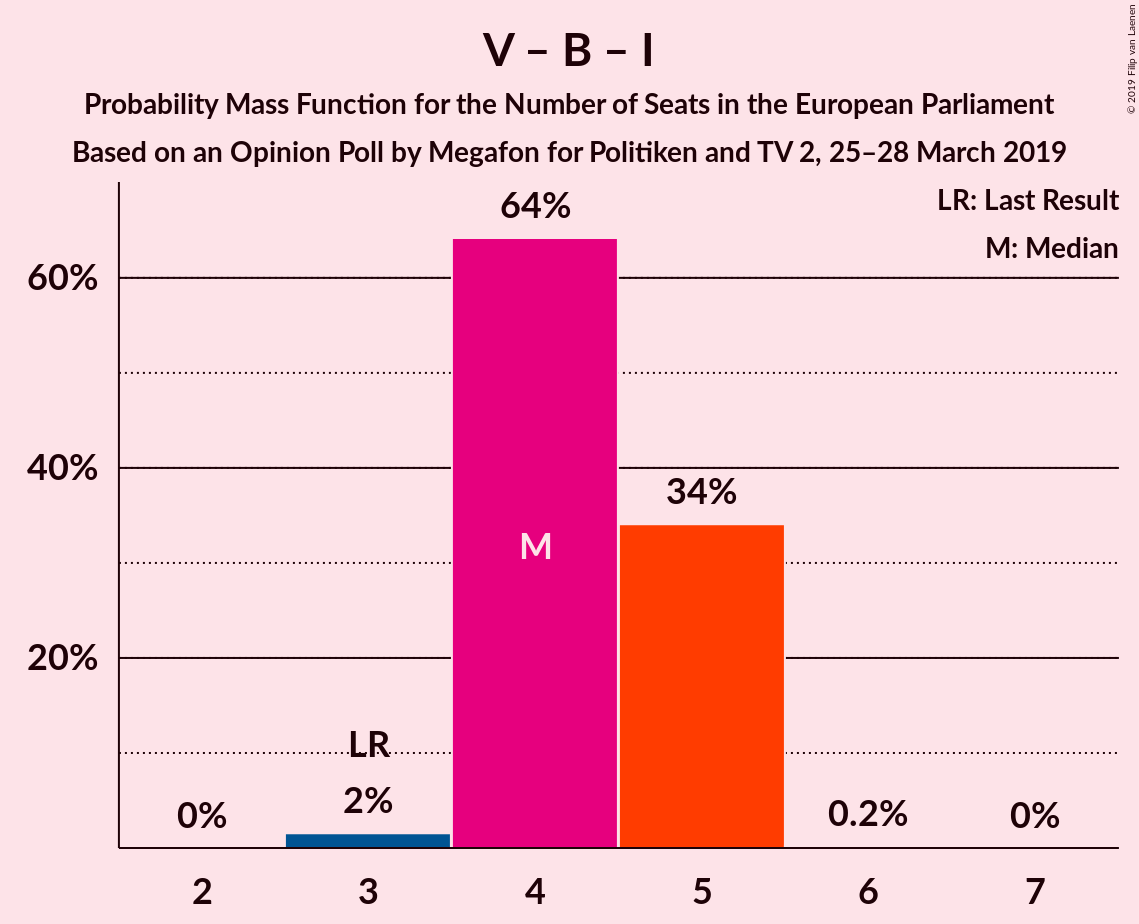 V – B – I
Probability Mass Function for the Number of Seats in the European Parliament
Based on an Opinion Poll by Megafon for Politiken and TV 2, 25–28 March 2019
© 2019 Filip van Laenen
LR: Last Result
M: Median
64%
60%
40%
34%
M
20%
LR
0%
2%
0.2%
0%
2 3 4 5 6 7